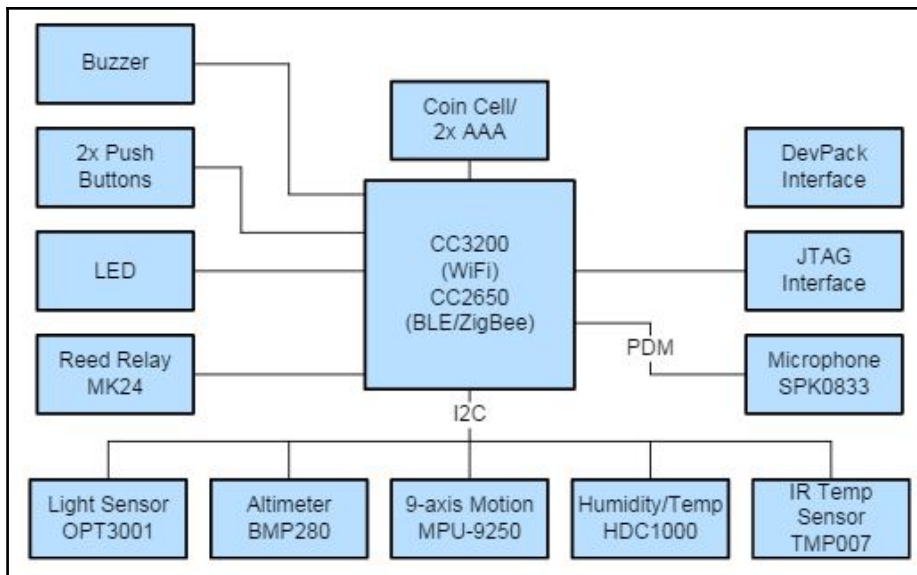 Buzzer
Coin Cell/
2x AAA
2x Push
Buttons
DevPack
Interface
LED
CC3200
(WiFi)
CC2650
(BLE/ZigBee)
JTAG
Interface
Reed Relay
MK24
PDM
Microphone
SPK0833
I2C
Light Sensor
OPT3001
Altimeter
BMP280
9-axis Motion
MPU-9250
Humidity/Temp
HDC1000
IR Temp
Sensor
TMP007